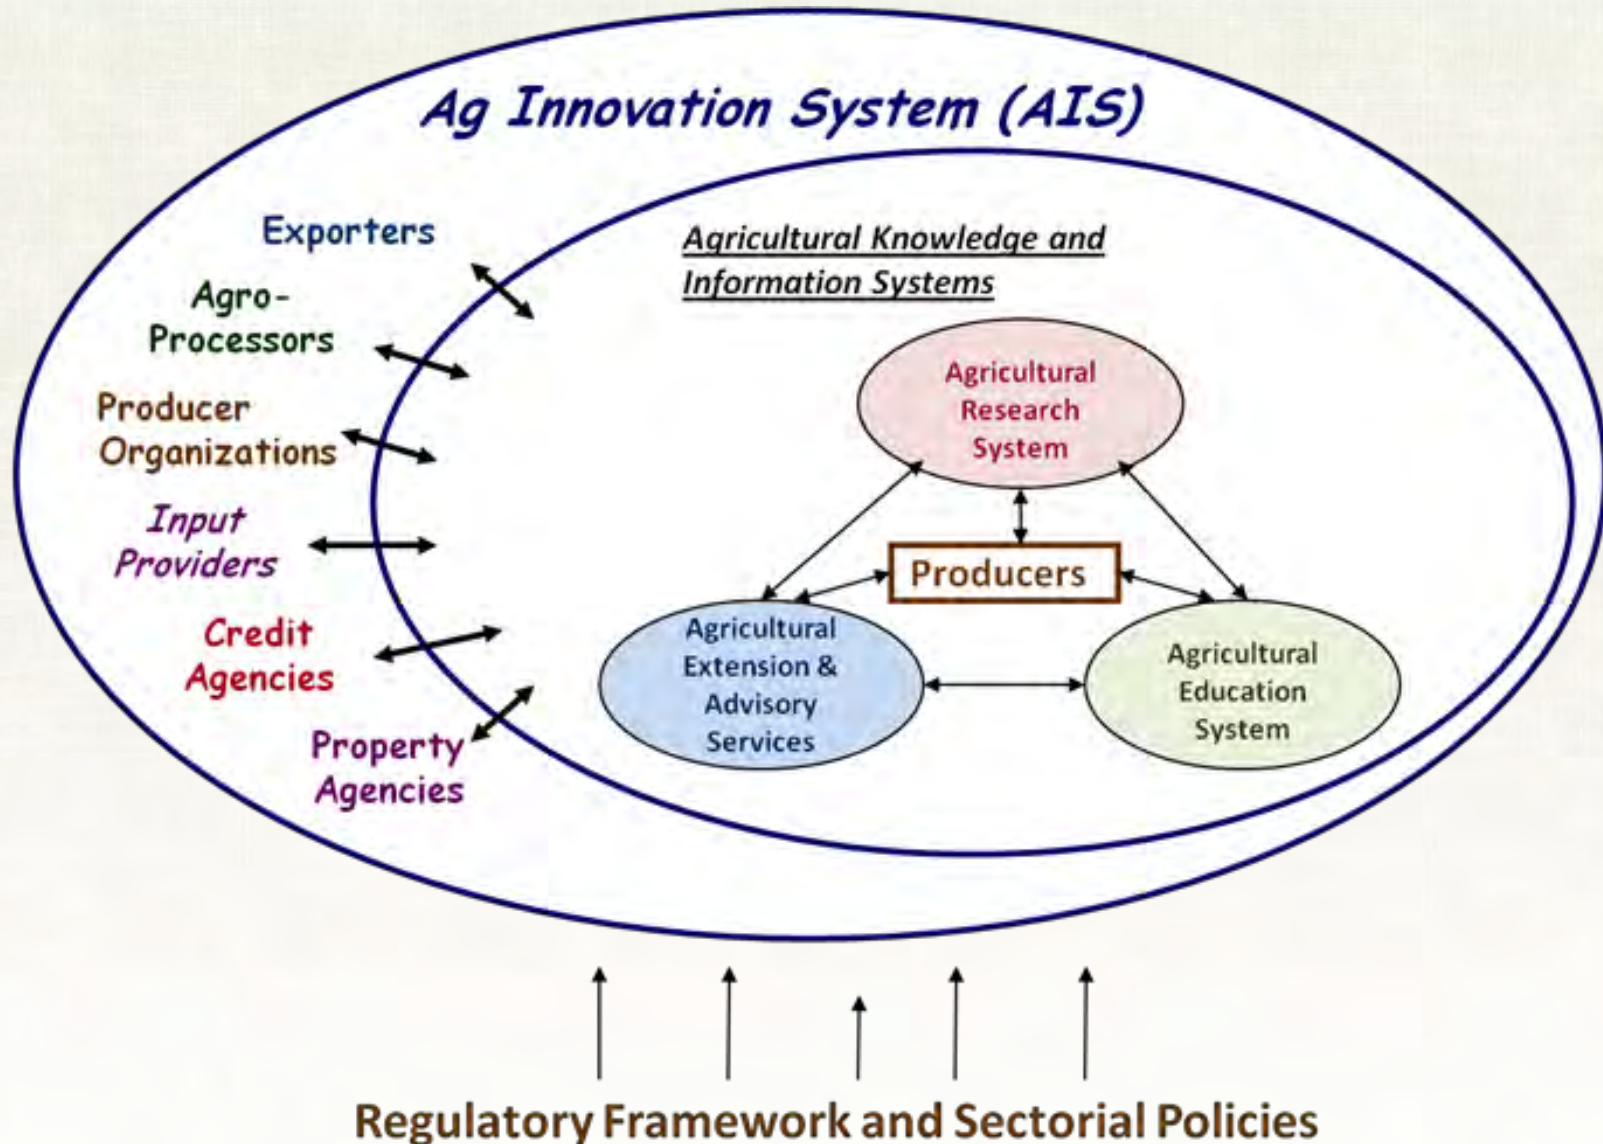 Ag Innovation System (AIS)
Exporters
Agro-
Processors
Producer
Organizations
Input
Providers
Credit
Agencies
Property
Agencies
Agricultural Knowledge and
Information Systems
Agricultural
Research
System
Producers
Agricultural
Extension &
Advisory
Services
Agricultural
Education
System
Regulatory Framework and Sectorial Policies